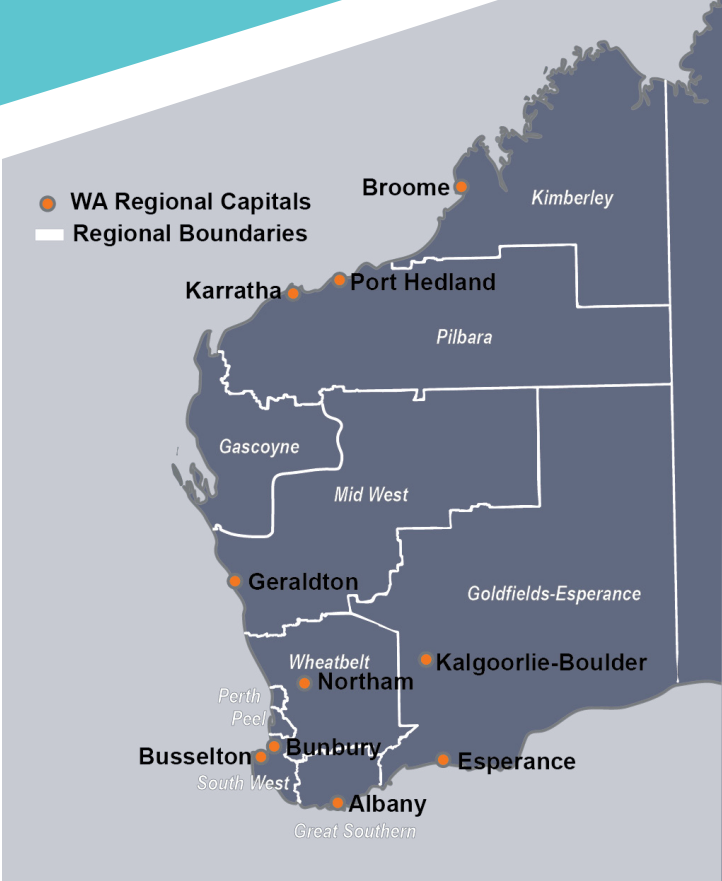 Broome
Kimberley
WA Regional Capitals
Regional Boundaries
Karratha
Port Hedland
Pilbara
Gascoyne
Mid West
Geraldton
Goldfields-Esperance
Wheatbelt
Kalgoorlie-Boulder
Northam
Perth
Peel
Bunbury
Busselton
Esperance
South West
Albany
Great Southern